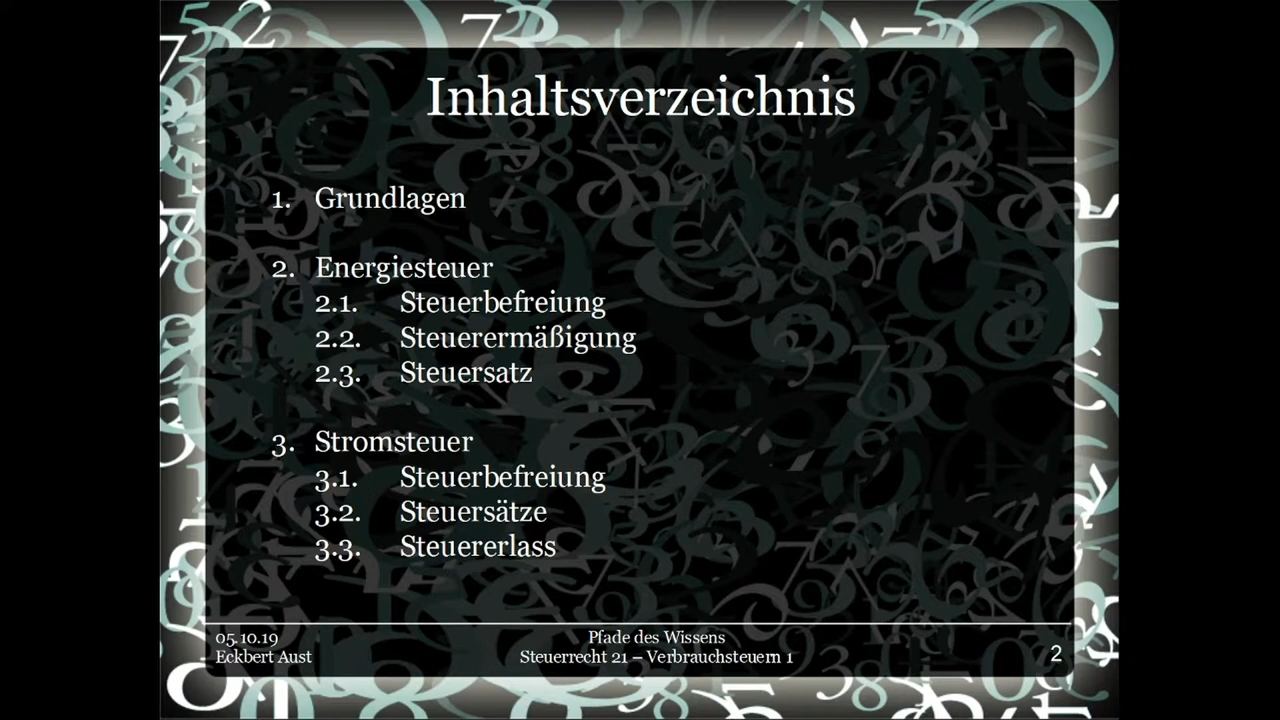 Inhaltsverzeichnis
1. Grundlagen
2. Energiesteuer
2.1. Steuerbefreiung
2.2. Steuerermäßigung
2.3. Steuersatz
3. Stromsteuer
3.1. Steuerbefreiung
3.2. Steuersätze
3.3. Steuererlass
05.10.19
Eckbert Aust
Pfade des Wissens
Steuerrecht 21 – Verbrauchsteuern 1
2